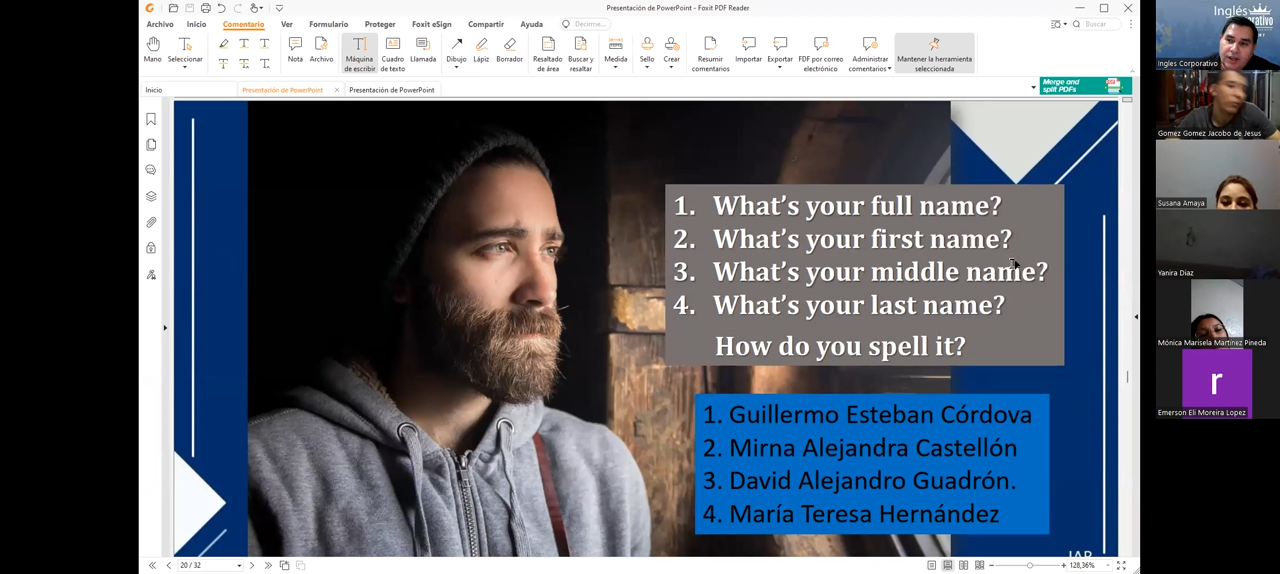 Presentación de PowerPoint - Foxit PDF Reader
Archivo Inicio Comentario Ver Formulario Proteger Foxit eSign Compartir Ayuda Decirme... Buscar
Mano
Seleccionar
Nota
Archivo
Máquina
de escribir
Cuadro
de texto
Llamada
Dibujo
Lápiz
Borrador
Resaltado
de área
Buscar y
resaltar
Medida
Sello
Crear
Resumir
comentarios
Importar
Exportar
PDF por correo
electrónico
Administrar
comentarios
Mantener la herramienta
seleccionada
Inicio
Presentación de PowerPoint
Presentación de PowerPoint
Merge and
split PDFs
1. What's your full name?
2. What's your first name?
3. What's your middle name?
4. What's your last name?
How do you spell it?
1. Guillermo Esteban Córdova
2. Mirna Alejandra Castellón
3. David Alejandro Guadrón.
4. María Teresa Hernández
20 / 32
128,36%
Inglés
Ingles Corporativo
Gomez Gomez Jacobo de Jesus
Susana Amaya
Yanira Diaz
Mónica Marisela Martinez Pineda
r
Emerson Eli Moreira Lopez